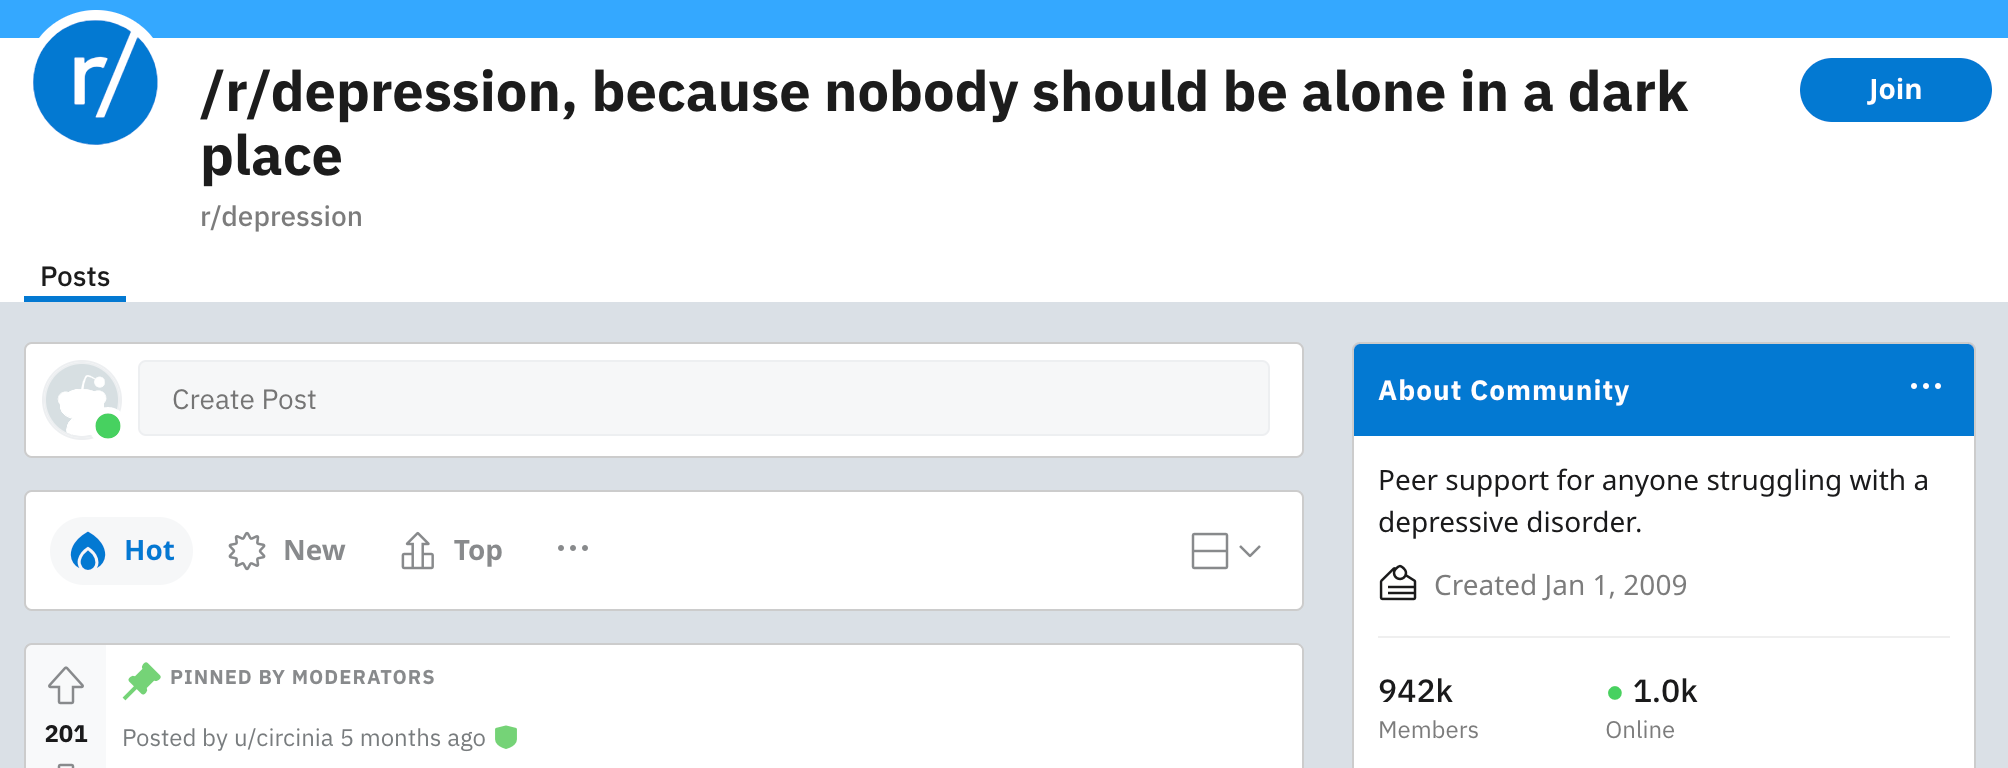 r/
/r/depression, because nobody should be alone in a dark
place
Join
r/depression
Posts
Create Post
Hot
New
Top
PINNED BY MODERATORS
201
Posted by u/circinia 5 months ago
About Community
Peer support for anyone struggling with a
depressive disorder.
Created Jan 1, 2009
942k
1.0k
Members
Online